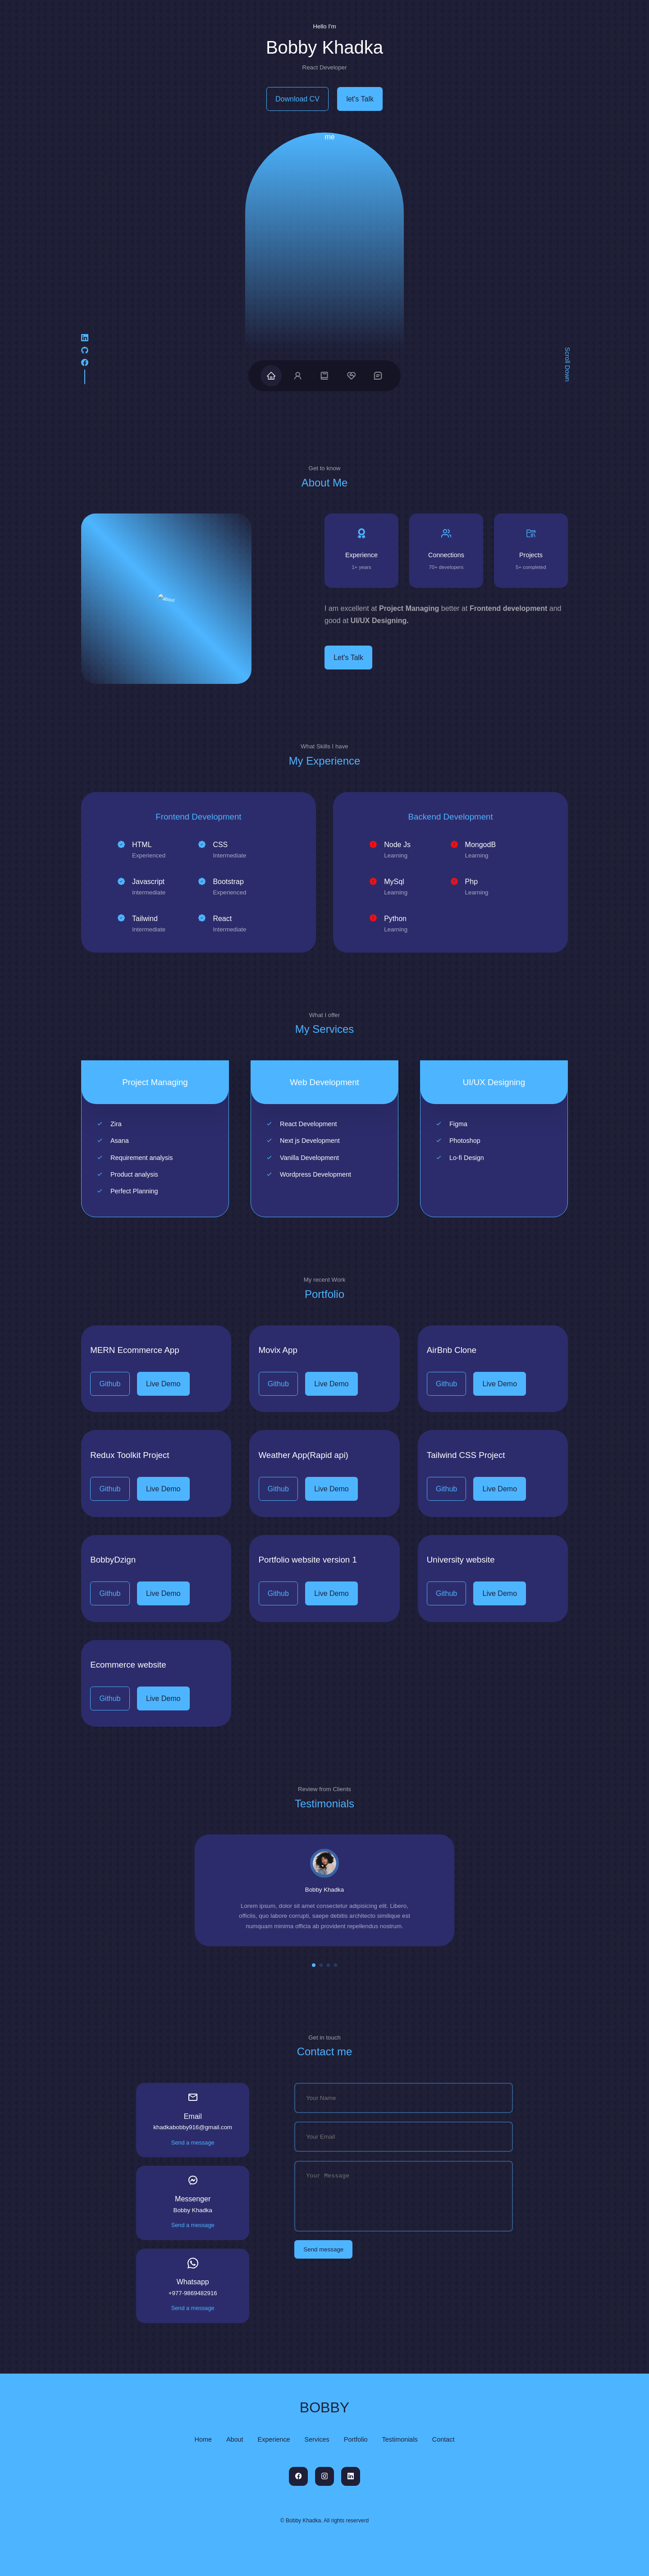 Hello I'm
Bobby Khadka
React Developer
Download CV
let's Talk
me
Scroll Down
Get to know
About Me
about
Experience
1+ years
Connections
70+ developers
Projects
5+ completed
I am excellent at Project Managing better at Frontend development and
good at UI/UX Designing.
Let's Talk
What Skills I have
My Experience
Frontend Development
HTML
Experienced
CSS
Intermediate
Javascript
Intermediate
Bootstrap
Experienced
Tailwind
Intermediate
React
Intermediate
Backend Development
Node Js
Learning
MongodB
Learning
MySql
Learning
Php
Learning
Python
Learning
What I offer
My Services
Project Managing
Zira
Asana
Requirement analysis
Product analysis
Perfect Planning
Web Development
React Development
Next js Development
Vanilla Development
Wordpress Development
UI/UX Designing
Figma
Photoshop
Lo-fi Design
My recent Work
Portfolio
MERN Ecommerce App
Github
Live Demo
Movix App
Github
Live Demo
AirBnb Clone
Github
Live Demo
Redux Toolkit Project
Github
Live Demo
Weather App(Rapid api)
Github
Live Demo
Tailwind CSS Project
Github
Live Demo
BobbyDzign
Github
Live Demo
Portfolio website version 1
Github
Live Demo
University website
Github
Live Demo
Ecommerce website
Github
Live Demo
Review from Clients
Testimonials
Bobby Khadka
Lorem ipsum, dolor sit amet consectetur adipisicing elit. Libero,
officiis, quo labore corrupti, saepe debitis architecto similique est
numquam minima officia ab provident repellendus nostrum.
Get in touch
Contact me
Email
khadkabobby916@gmail.com
Send a message
Messenger
Bobby Khadka
Send a message
Whatsapp
+977-9869482916
Send a message
Your Name
Your Email
Your Message
Send message
BOBBY
Home
About
Experience
Services
Portfolio
Testimonials
Contact
© Bobby Khadka. All rights reserverd